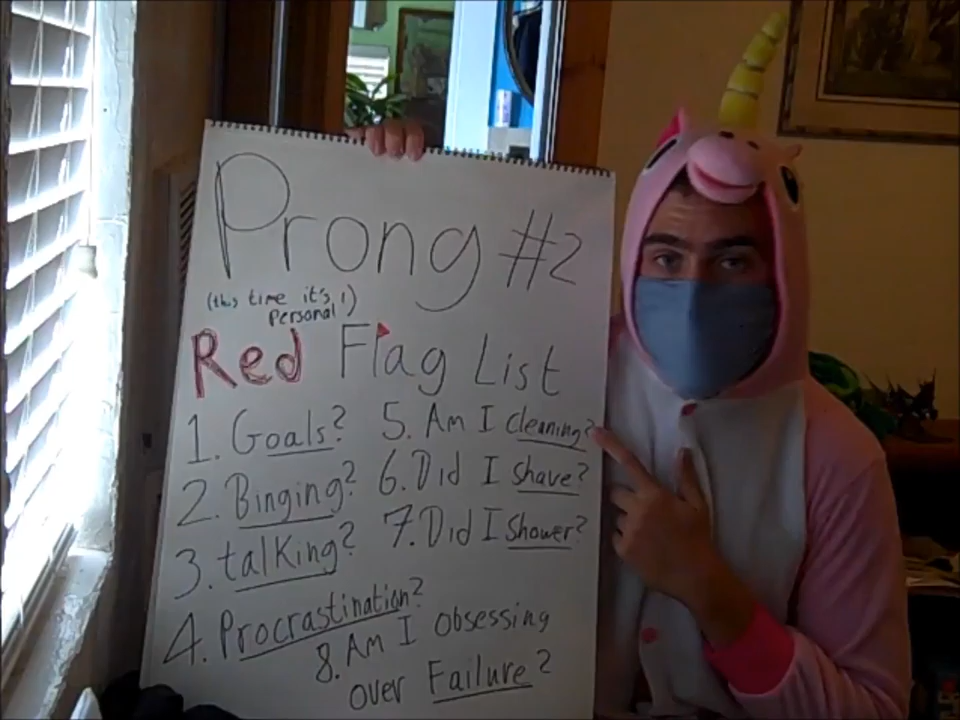 Prong #2
(this time it's personal!)
Red Flag List
1. Goals?
2. Binging?
3. talking?
4. Procrastination?
5. Am I Cleaning?
6. Did I Shave?
7. Did I Shower?
8. Am I Obsessing
over Failure?